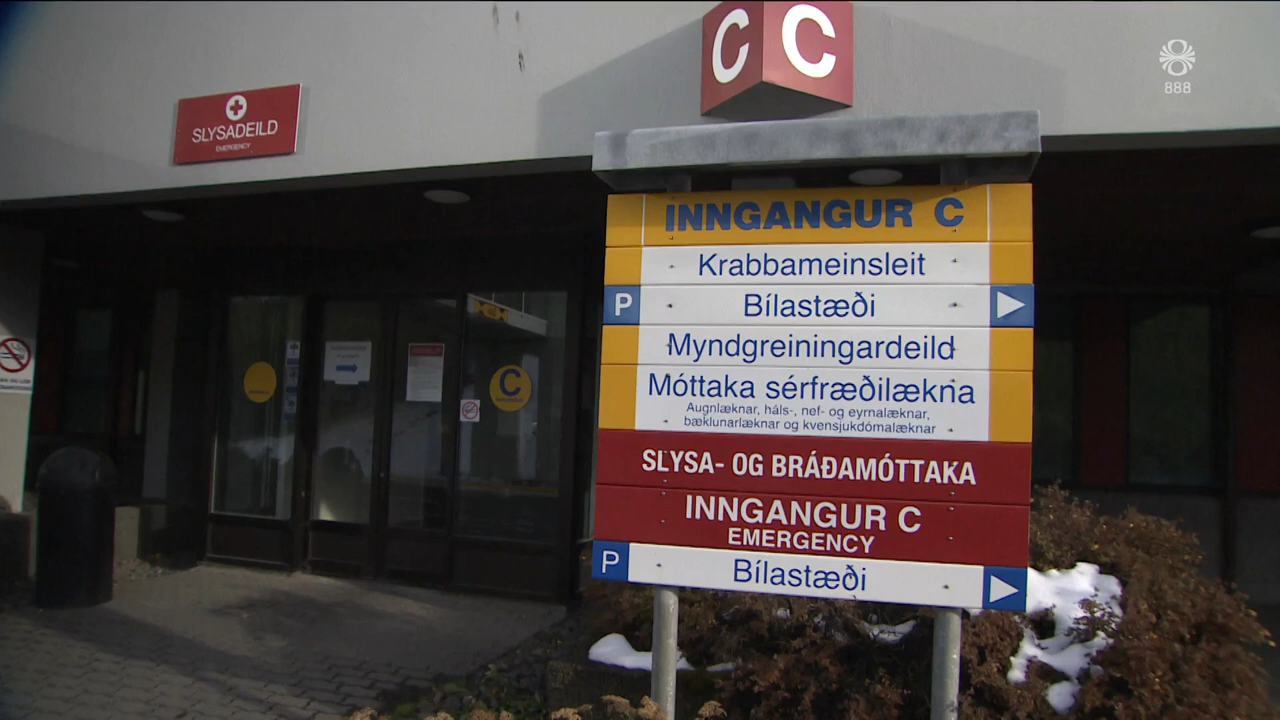 C C
888
SLYSADEILD
EMERGENCY
INNGANGUR C
Krabbameinsleit
P Bílastæði
Myndgreiningardeild
Móttaka sérfræðilækna
Augnlæknar, háls-, nef- og eyrnalæknar,
bæklunarlæknar og kvensjukdómalæknar
SLYSA- OG BRÁÐAMÓTTAKA
INNGANGUR C
EMERGENCY
P Bílastæði
C